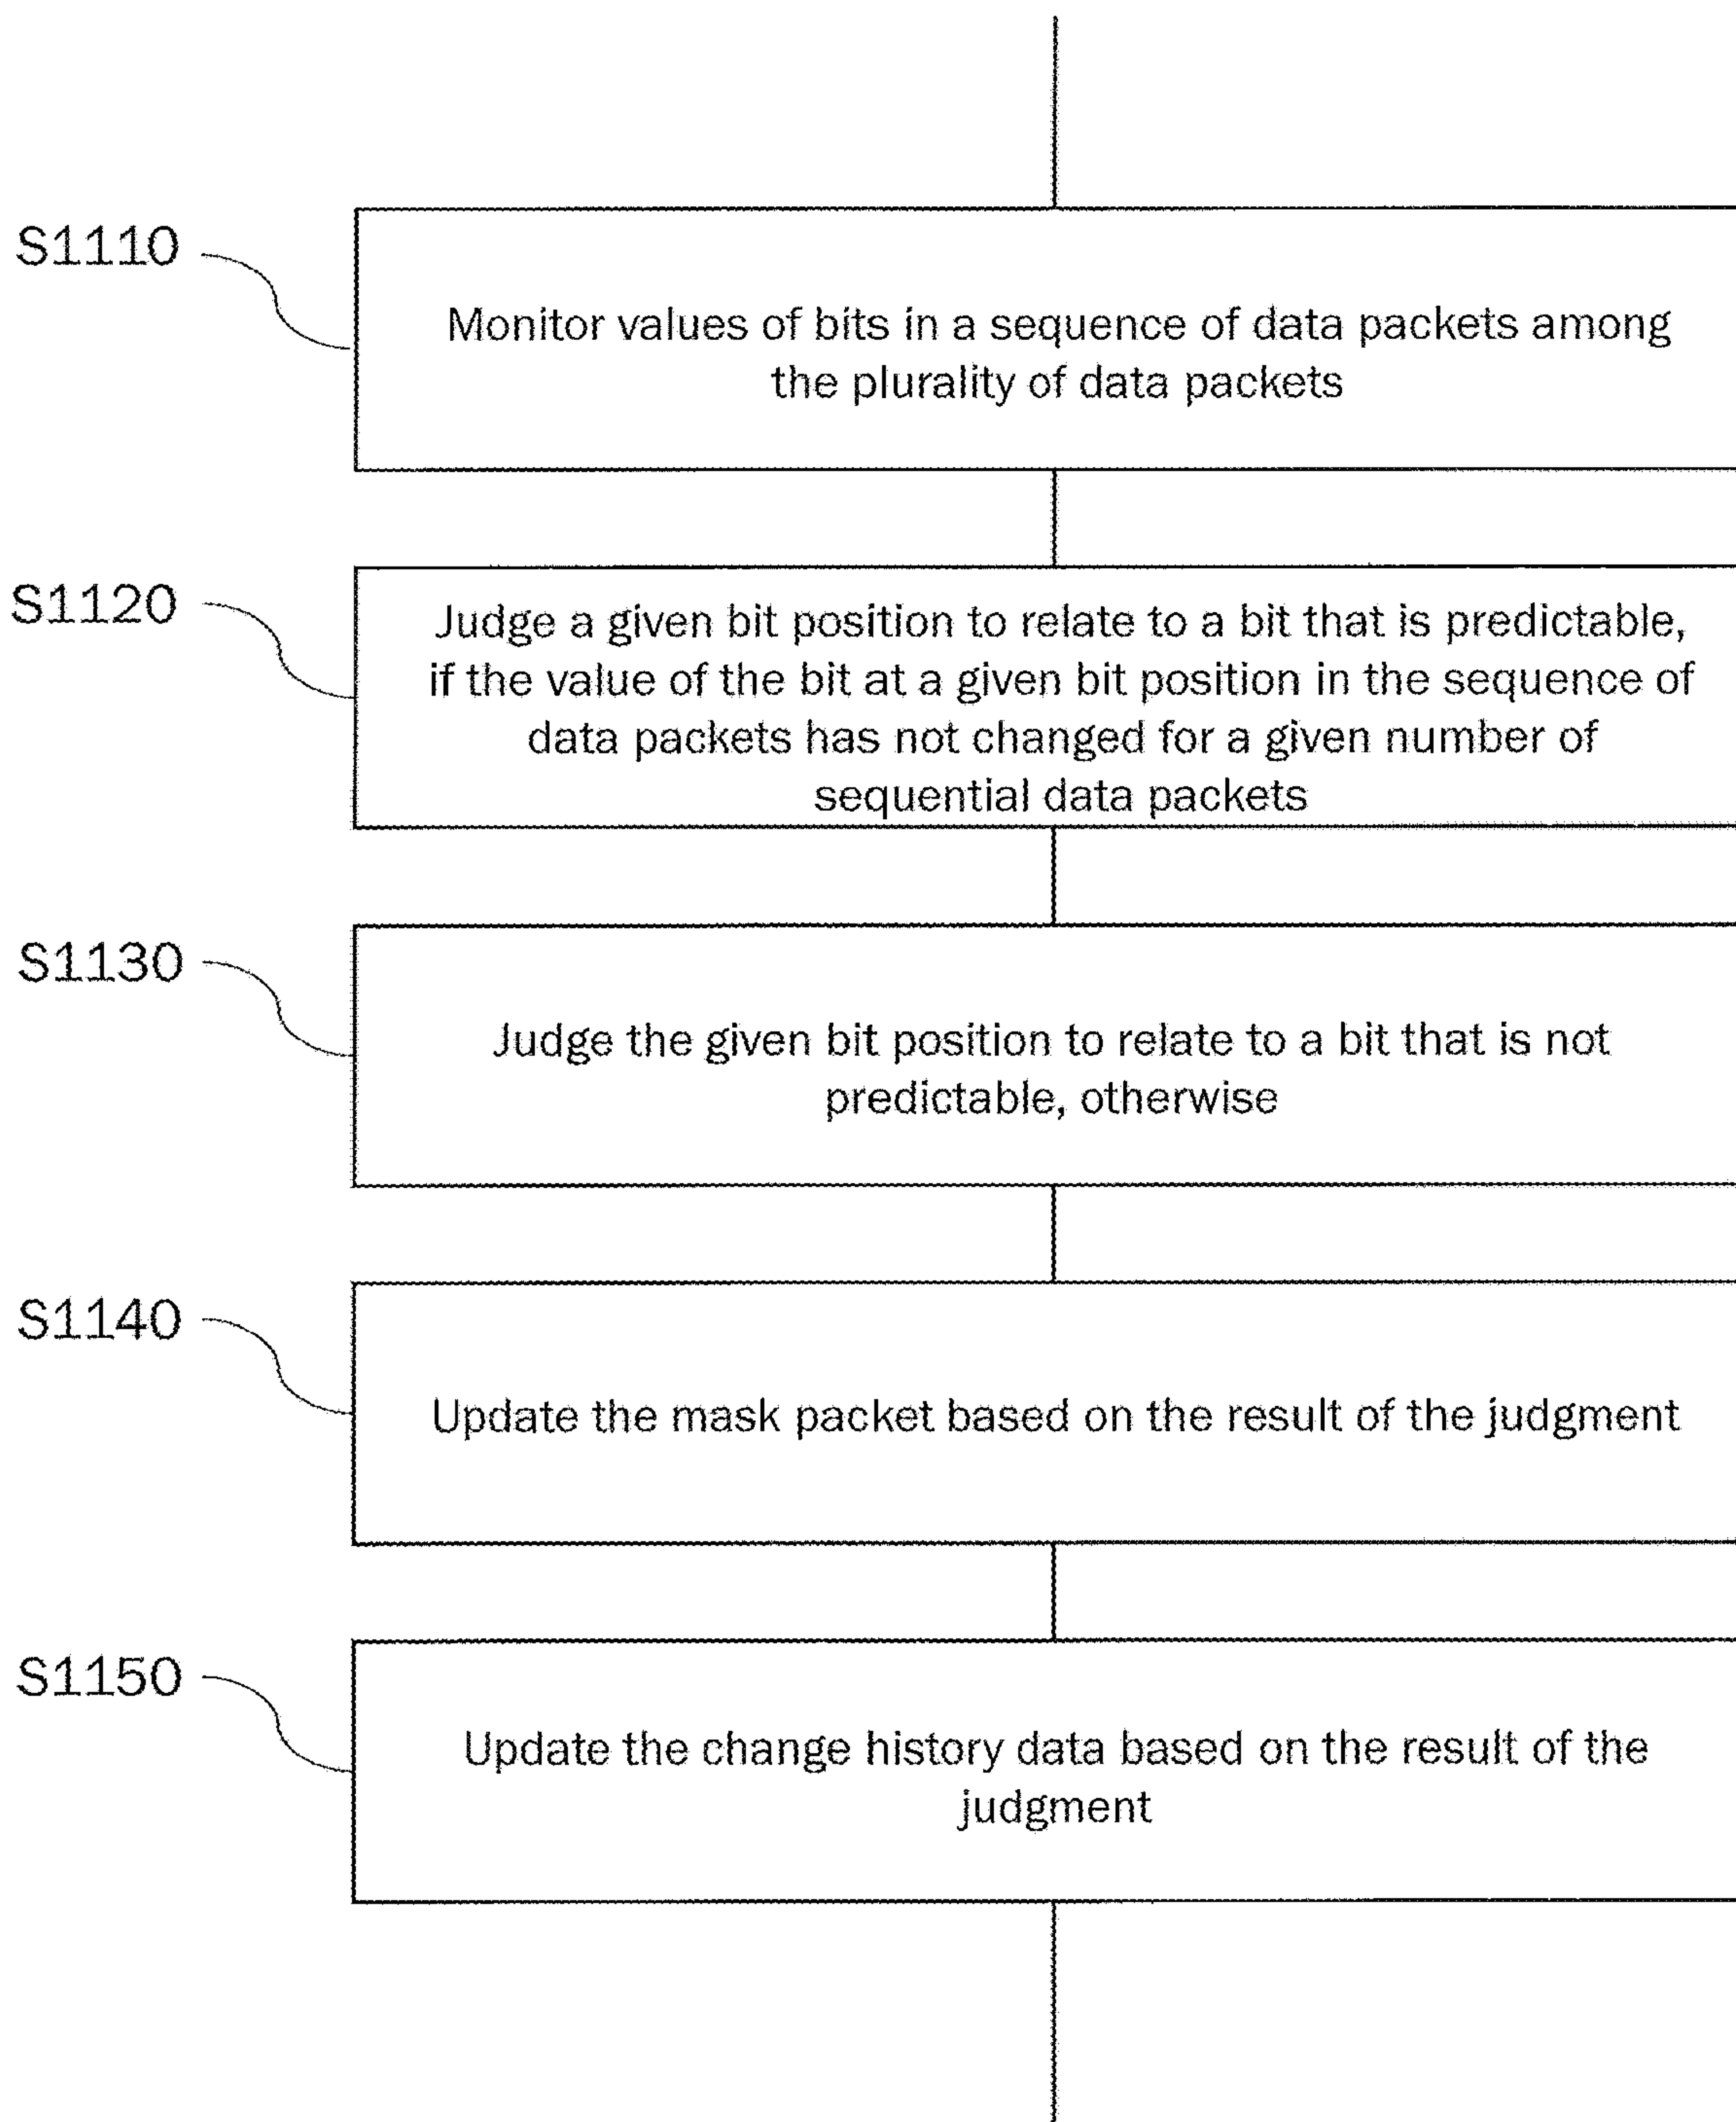 S1110
Monitor values of bits in a sequence of data packets among
the plurality of data packets
S1120
Judge a given bit position to relate to a bit that is predictable,
if the value of the bit at a given bit position in the sequence of
data packets has not changed for a given number of
sequential data packets
S1130
Judge the given bit position to relate to a bit that is not
predictable, otherwise
S1140
Update the mask packet based on the result of the judgment
S1150
Update the change history data based on the result of the
judgment